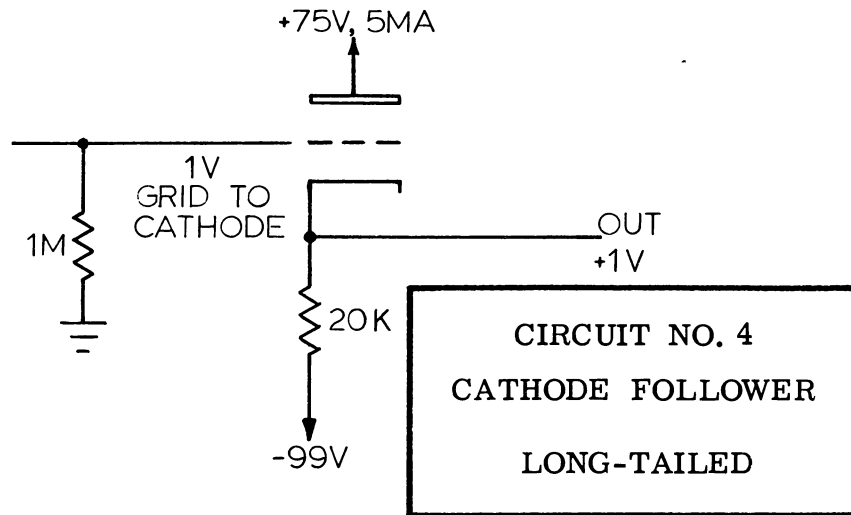 +75V, 5MA
1V
GRID TO
CATHODE
1M
OUT
+1V
20K
-99V
CIRCUIT NO. 4
CATHODE FOLLOWER
LONG-TAILED